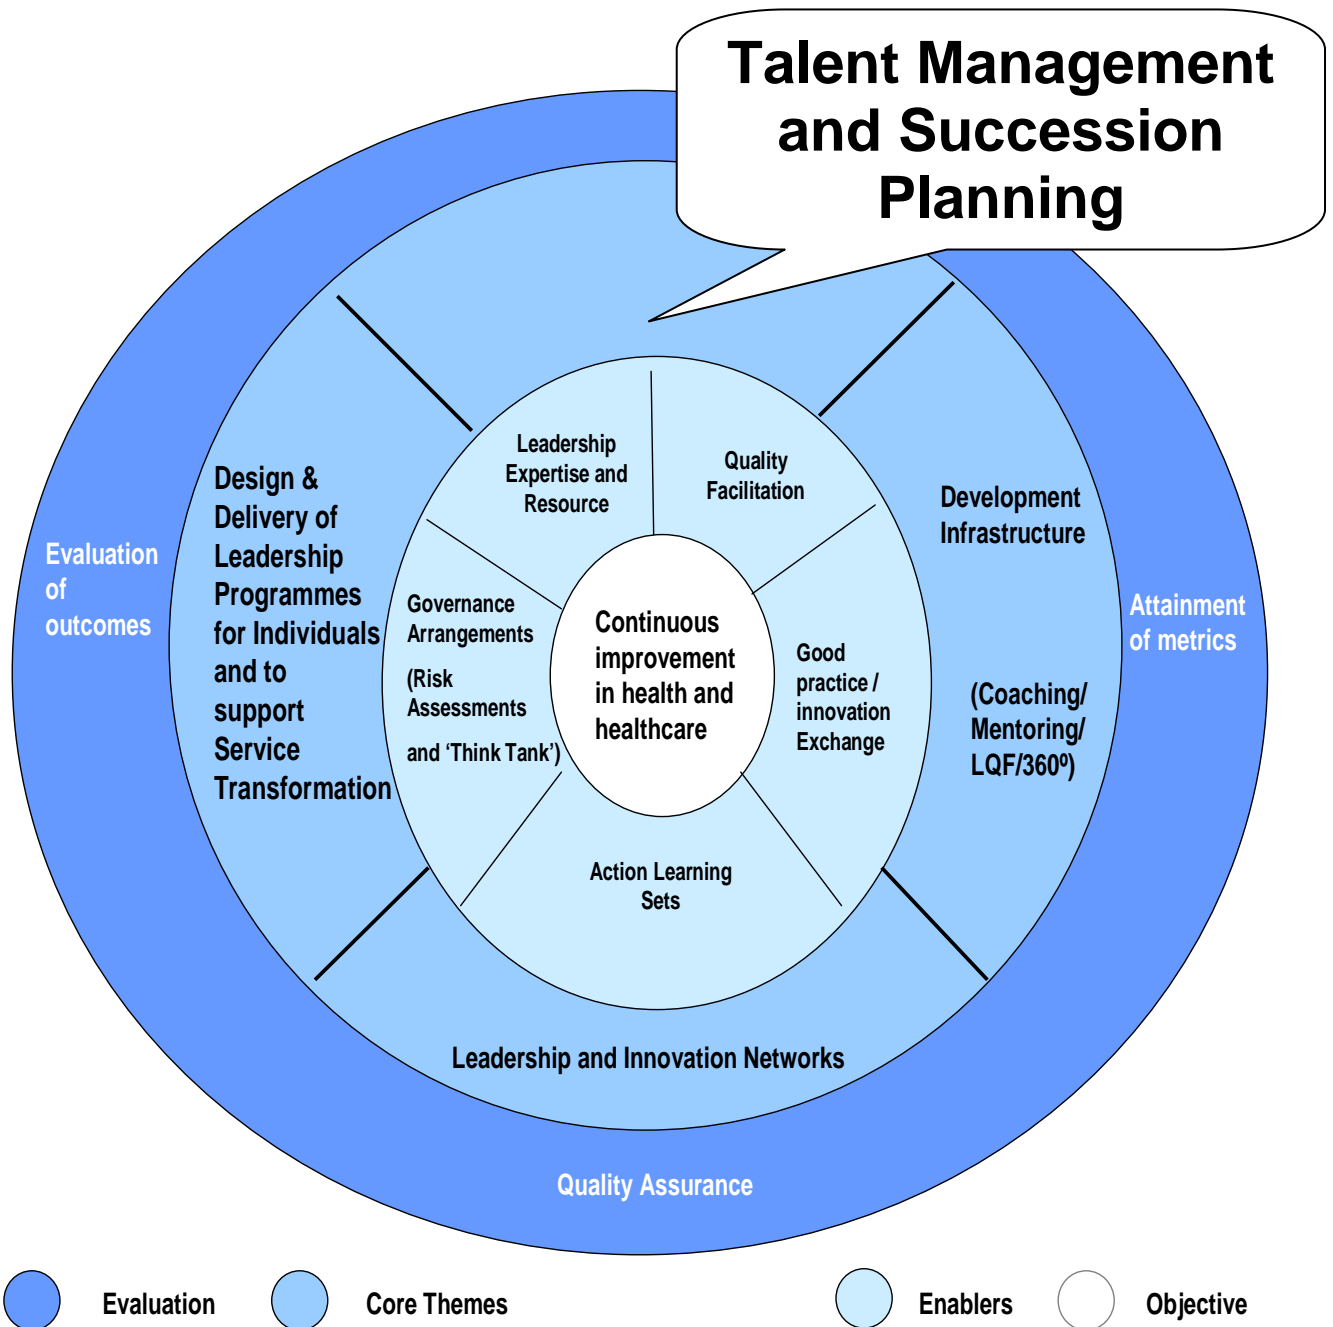 Talent Management
and Succession
Planning
Leadership
Expertise and
Resource
Quality
Facilitation
Design &
Delivery of
Leadership
Programmes
for Individuals
and to
support
Service
Transformation
Development
Infrastructure
(Coaching/
Mentoring/
LQF/360º)
Evaluation
of
outcomes
Attainment
of metrics
Governance
Arrangements
(Risk
Assessments
and ‘Think Tank’)
Continuous
improvement
in health and
healthcare
Good
practice /
innovation
Exchange
Action Learning
Sets
Leadership and Innovation Networks
Quality Assurance
Evaluation
Core Themes
Enablers
Objective